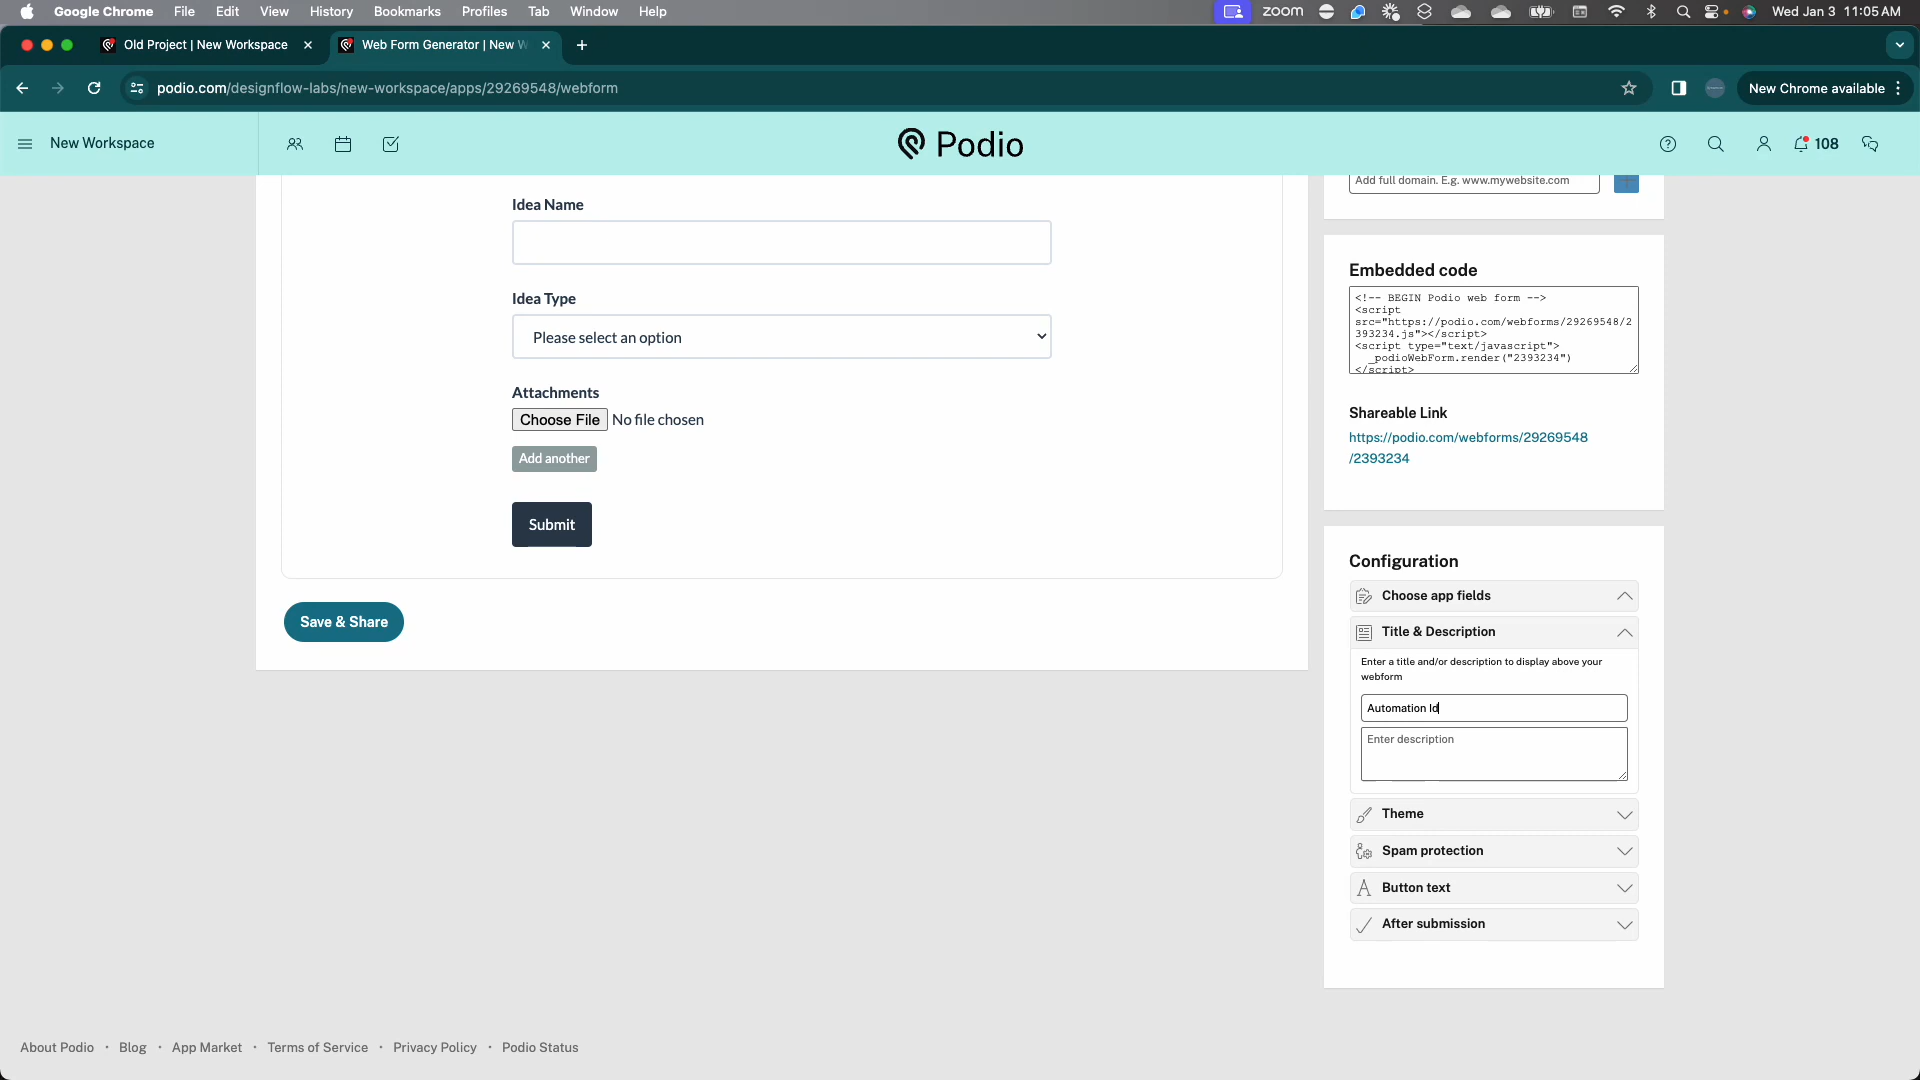 Google Chrome File Edit View History Bookmarks Profiles Tab Window Help
zoom
Wed Jan 3 11:05 AM
Old Project | New Workspace
Web Form Generator | New W
podio.com/designflow-labs/new-workspace/apps/29269548/webform
New Chrome available
New Workspace
Podio
108
Idea Name
Idea Type
Please select an option
Attachments
Choose File No file chosen
Add another
Submit
Save & Share
Add full domain. E.g. www.mywebsite.com
Embedded code
<!-- BEGIN Podio web form -->
<script
src="https://podio.com/webforms/29269548/2
393234.js"></script>
<script type="text/javascript">
_podioWebForm.render("2393234")
</script>
Shareable Link
https://podio.com/webforms/29269548
/2393234
Configuration
Choose app fields
Title & Description
Enter a title and/or description to display above your
webform
Automation Id
Enter description
Theme
Spam protection
Button text
After submission
About Podio · Blog · App Market · Terms of Service · Privacy Policy · Podio Status